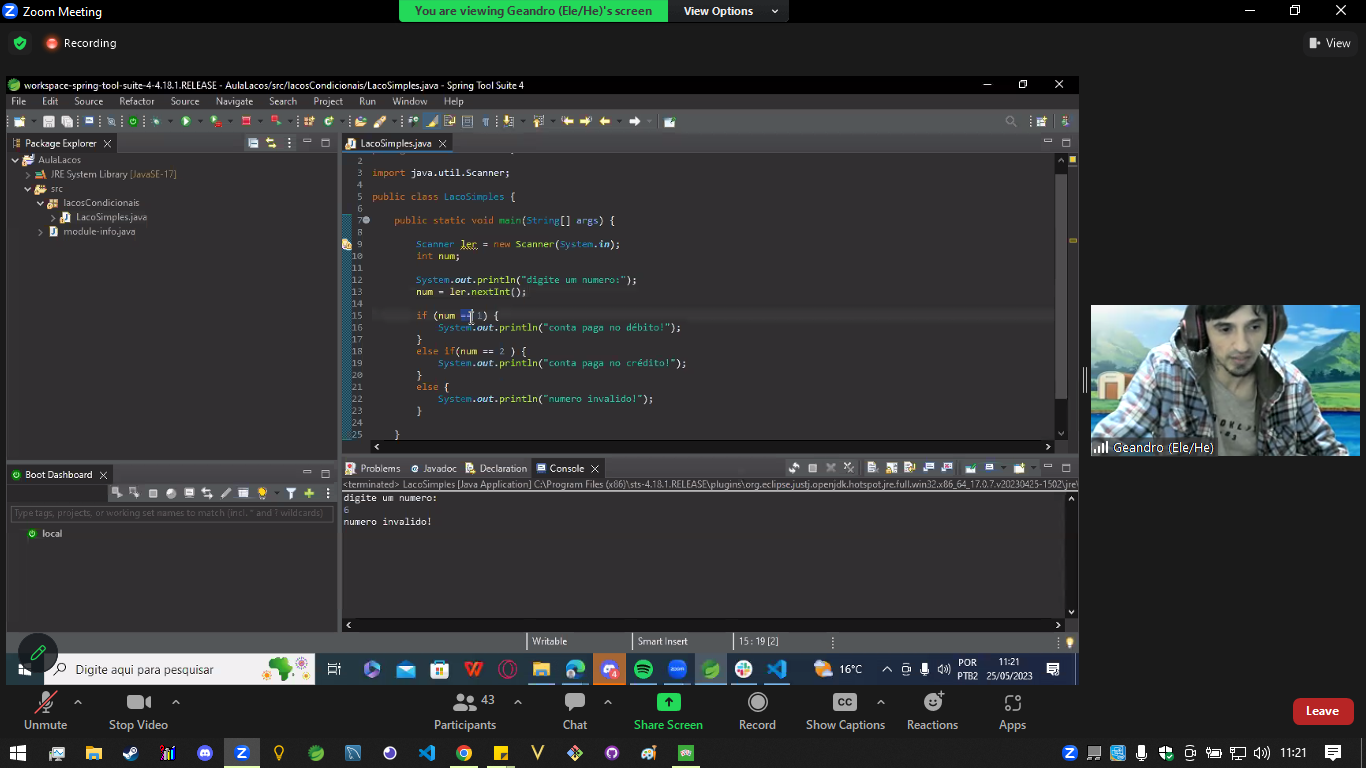 Zoom Meeting
You are viewing Geandro (Ele/He)'s screen
View Options
Recording
View
workspace-spring-tool-suite-4-4.18.1.RELEASE - AulaLacos/src/lacosCondicionais/LacoSimples.java - Spring Tool Suite 4
File Edit Source Refactor Source Navigate Search Project Run Window Help
Package Explorer
AulaLacos
JRE System Library [JavaSE-17]
src
lacosCondicionais
LacoSimples.java
module-info.java
LacoSimples.java
2
3 import java.util.Scanner;
4
5 public class LacoSimples {
6
7 public static void main(String[] args) {
8
9 Scanner ler = new Scanner(System.in);
10 int num;
11
12 System.out.println("digite um numero:");
13 num = ler.nextInt();
14
15 if (num == 1) {
16 System.out.println("conta paga no débito!");
17 }
18 else if(num == 2 ) {
19 System.out.println("conta paga no crédito!");
20 }
21 else {
22 System.out.println("numero invalido!");
23 }
24
25 }
Geandro (Ele/He)
Boot Dashboard
Type tags, projects, or working set names to match (incl. * and ? wildcards)
local
Problems Javadoc Declaration Console
<terminated> LacoSimples [Java Application] C:\Program Files (x86)\sts-4.18.1.RELEASE\plugins\org.eclipse.justj.openjdk.hotspot.jre.full.win32.x86_64_17.0.7.v20230425-1502\jre\
digite um numero:
6
numero invalido!
Writable Smart Insert 15 : 19 [2]
Digite aqui para pesquisar
4
16°C
POR
PTB2
11:21
25/05/2023
Unmute
Stop Video
Participants
43
Chat
Share Screen
Record
CC
Show Captions
Reactions
Apps
Leave
11:21